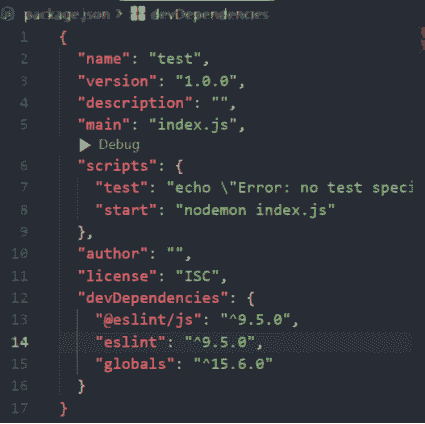 package.json > devDependencies
1 {
2 "name": "test",
3 "version": "1.0.0",
4 "description": "",
5 "main": "index.js",
Debug
6 "scripts": {
7 "test": "echo \"Error: no test speci
8 "start": "nodemon index.js"
9 },
10 "author": "",
11 "license": "ISC",
12 "devDependencies": {
13 "@eslint/js": "^9.5.0",
14 "eslint": "^9.5.0",
15 "globals": "^15.6.0"
16 }
17 }